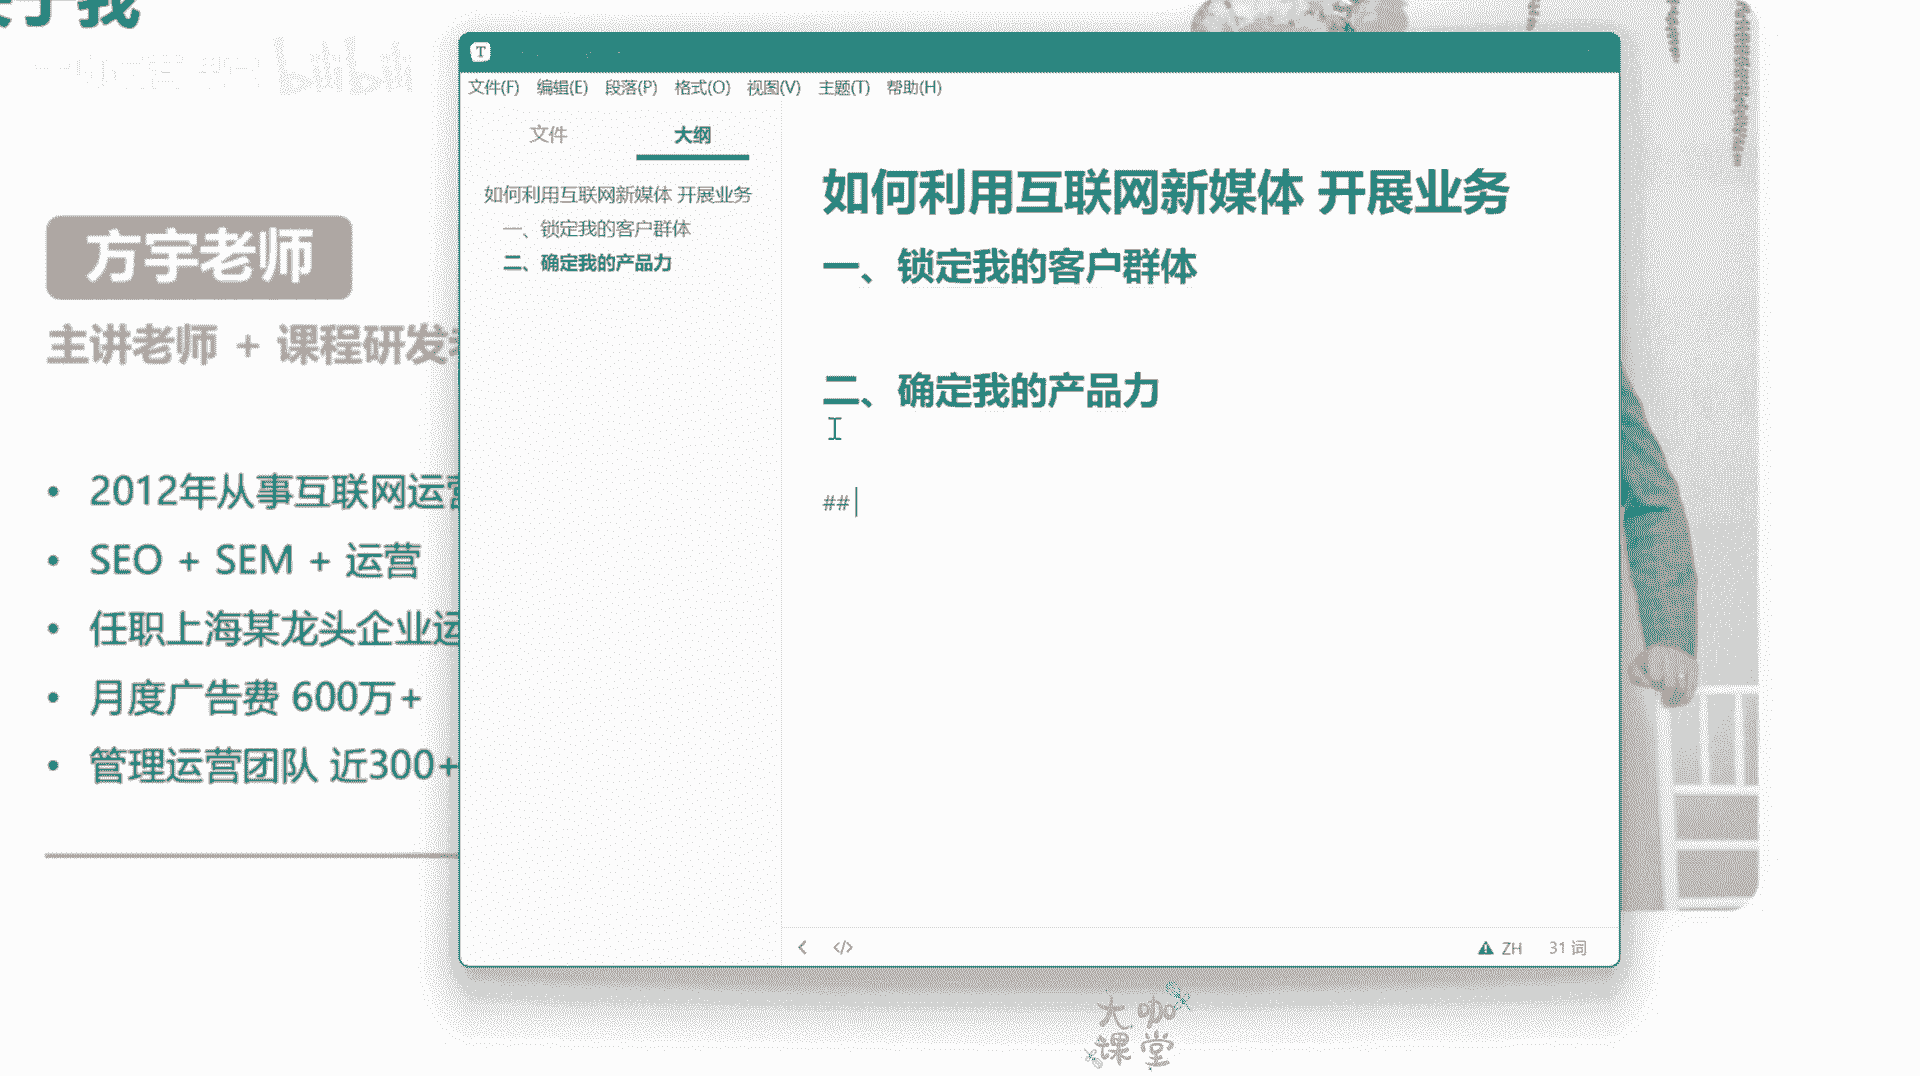 关于我
bilibili
方宇老师
主讲老师 + 课程研发
• 2012年从事互联网运营
• SEO + SEM + 运营
• 任职上海某龙头企业运
• 月度广告费 600万+
• 管理运营团队 近300+
T
文件(F) 编辑(E) 段落(P) 格式(O) 视图(V) 主题(T) 帮助(H)
文件 大纲
如何利用互联网新媒体 开展业务
一、锁定我的客户群体
二、确定我的产品力
如何利用互联网新媒体 开展业务
一、锁定我的客户群体
二、确定我的产品力
##
</> ZH 31 词
大咖
课堂